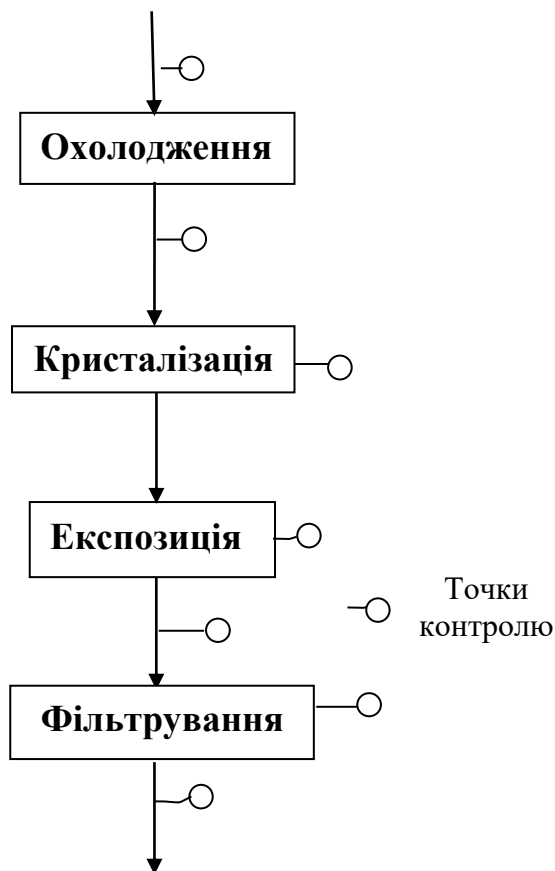 Охолодження
Кристалізація
Експозиція
Точки
контролю
Фільтрування